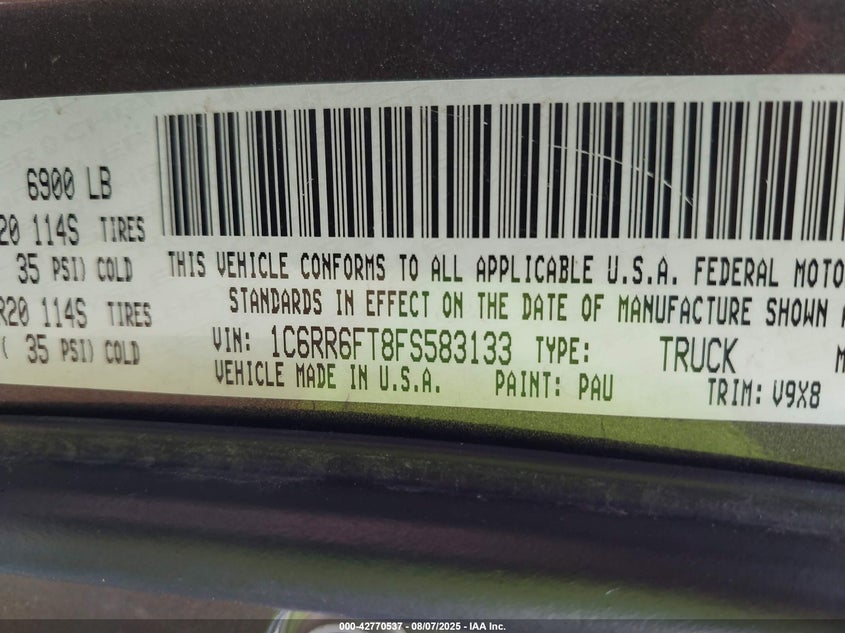 6900 LB
20 114S TIRES
35 PSI) COLD
R20 114S TIRES
( 35 PSI) COLD
THIS VEHICLE CONFORMS TO ALL APPLICABLE U.S.A. FEDERAL MOTO
STANDARDS IN EFFECT ON THE DATE OF MANUFACTURE SHOWN
VIN: 1C6RR6FT8FS583133 TYPE: TRUCK M
VEHICLE MADE IN U.S.A. PAINT: PAU TRIM: V9X8
000-42770537 - 08/07/2025 - IAA Inc.